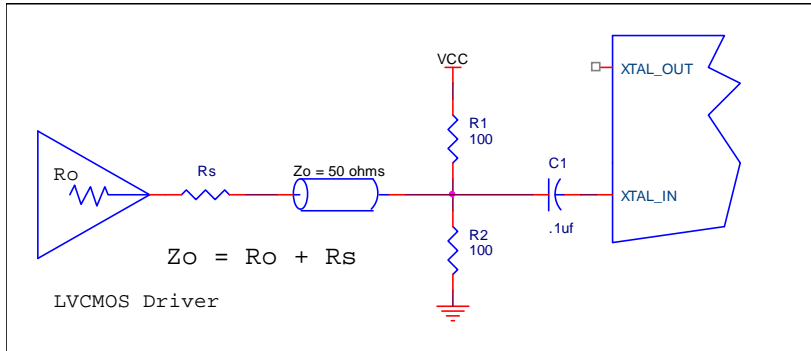 VCC
XTAL_OUT
R1
100
Ro
Rs
Zo = 50 ohms
C1
XTAL_IN
.1uf
R2
100
Zo = Ro + Rs
LVCMOS Driver